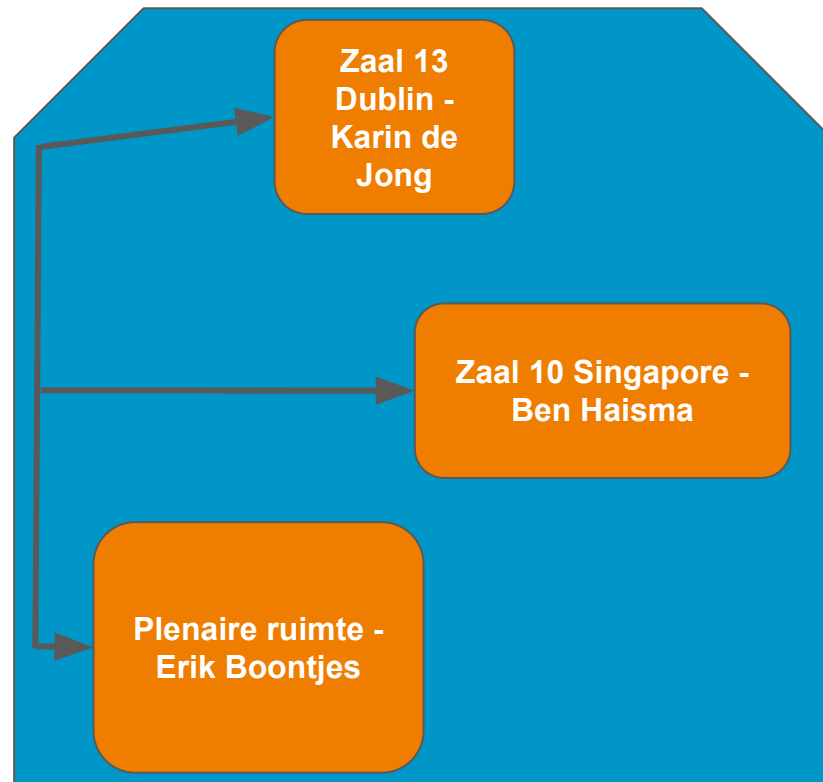 Zaal 13
Dublin -
Karin de
Jong
Zaal 10 Singapore -
Ben Haisma
Plenaire ruimte -
Erik Boontjes